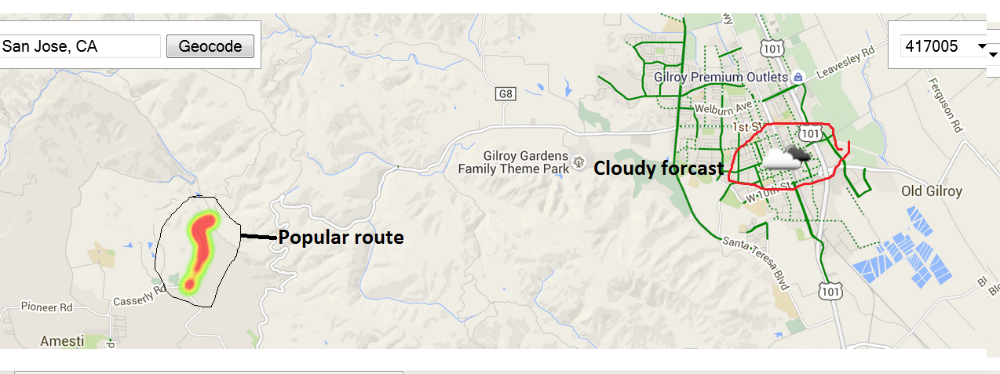 San Jose, CA
Geocode
417005
101
Leavesley Rd
Gilroy Premium Outlets
G8
Welburn Ave
Ferguson Rd
1st St
101
Gilroy Gardens
Family Theme Park
Cloudy forcast
W 10th St
Old Gilroy
Popular route
Santa Teresa Blvd
101
Casserly Rd
Pioneer Rd
Amesti